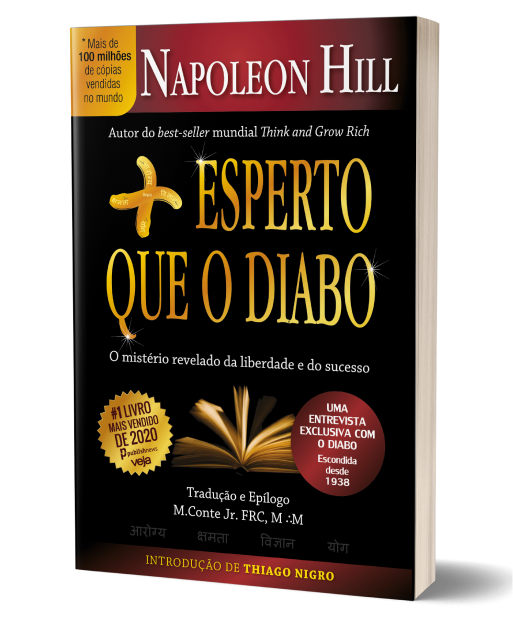 * Mais de
100 milhões
de cópias
vendidas
no mundo
NAPOLEON HILL
Autor do best-seller mundial Think and Grow Rich
+ ESPERTO
QUE O DIABO
O mistério revelado da liberdade e do sucesso
#1 LIVRO
MAIS VENDIDO
DE 2020
publishnews
veja
UMA
ENTREVISTA
EXCLUSIVA COM
O DIABO
Escondida
desde
1938
Tradução e Epílogo
M.Conte Jr. FRC, M ∴M
आरोग्य क्षमता विज्ञान योग
INTRODUÇÃO DE THIAGO NIGRO